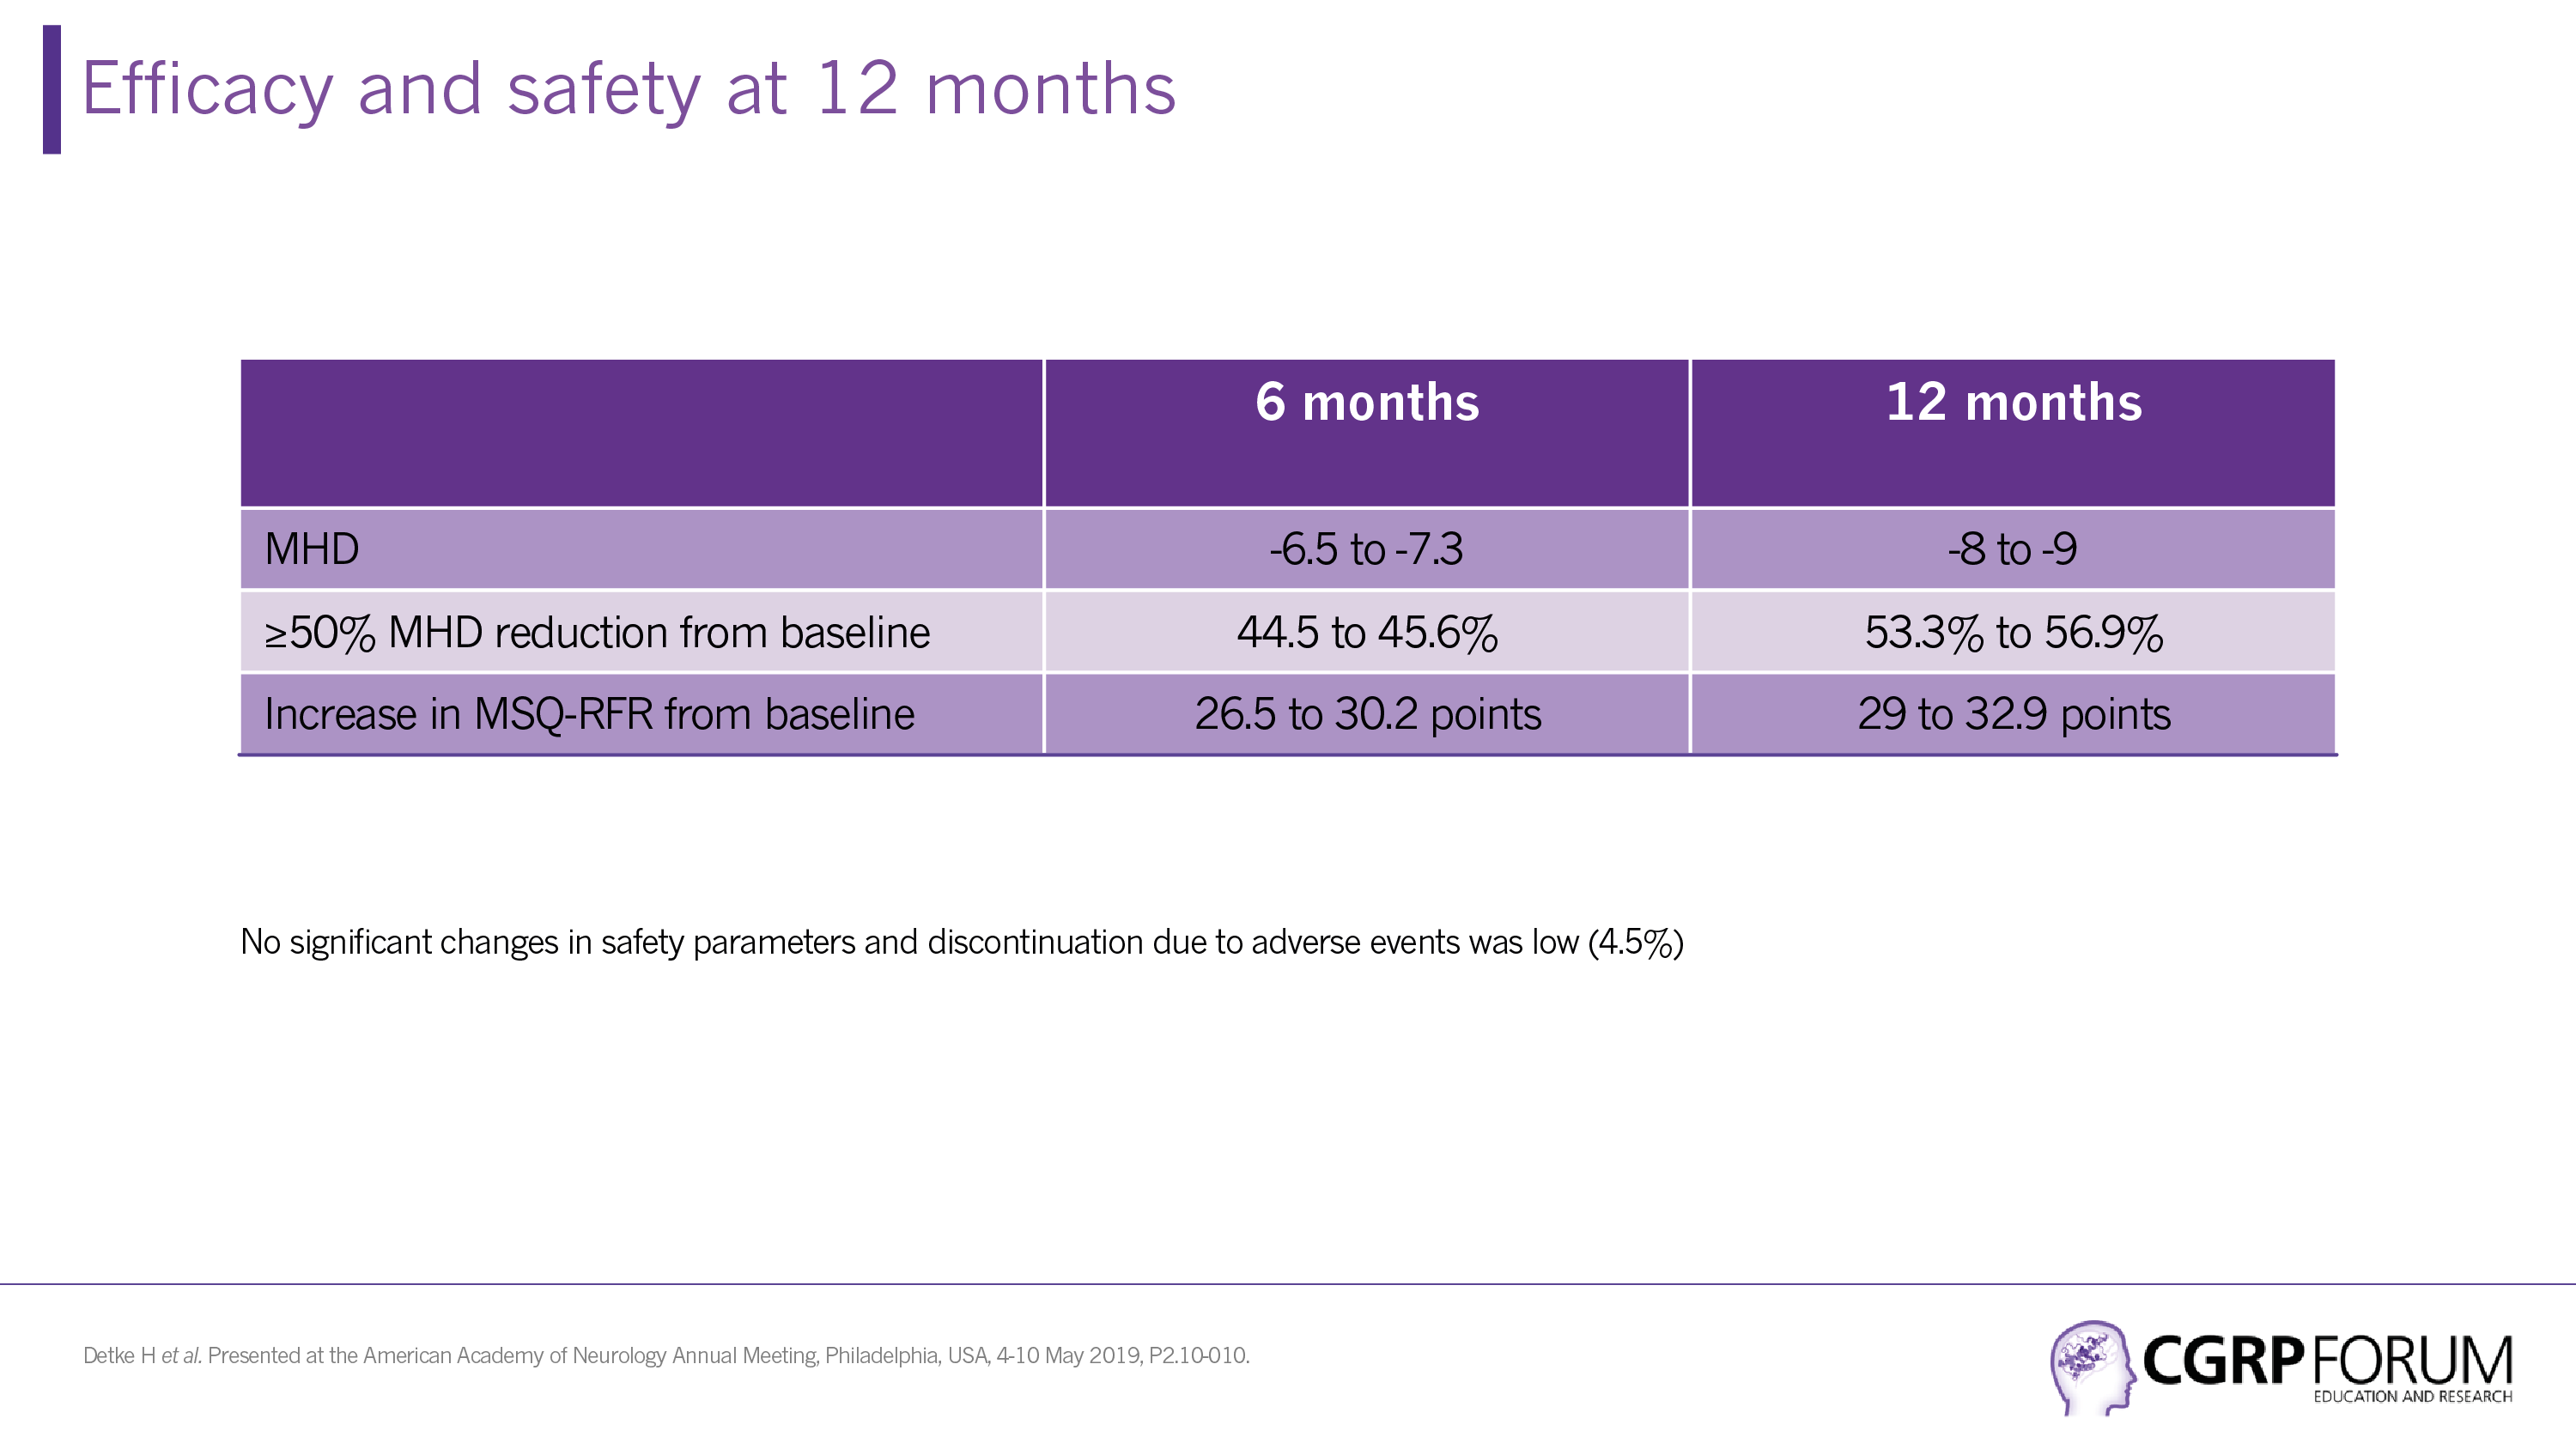 Efficacy and safety at 12 months
6 months 12 months
MHD -6.5 to -7.3 -8 to -9
≥50% MHD reduction from baseline 44.5 to 45.6% 53.3% to 56.9%
Increase in MSQ-RFR from baseline 26.5 to 30.2 points 29 to 32.9 points
No significant changes in safety parameters and discontinuation due to adverse events was low (4.5%)
Detke H et al. Presented at the American Academy of Neurology Annual Meeting, Philadelphia, USA, 4-10 May 2019, P2.10-010.
CGRP FORUM
EDUCATION AND RESEARCH